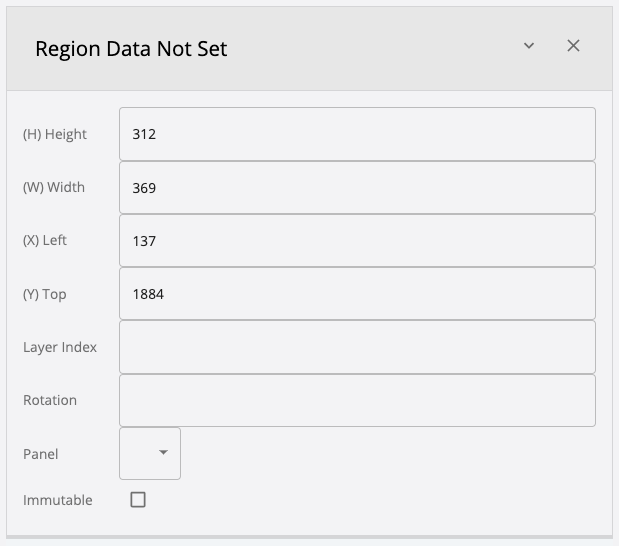 Region Data Not Set
(H) Height 312
(W) Width 369
(X) Left 137
(Y) Top 1884
Layer Index
Rotation
Panel
Immutable